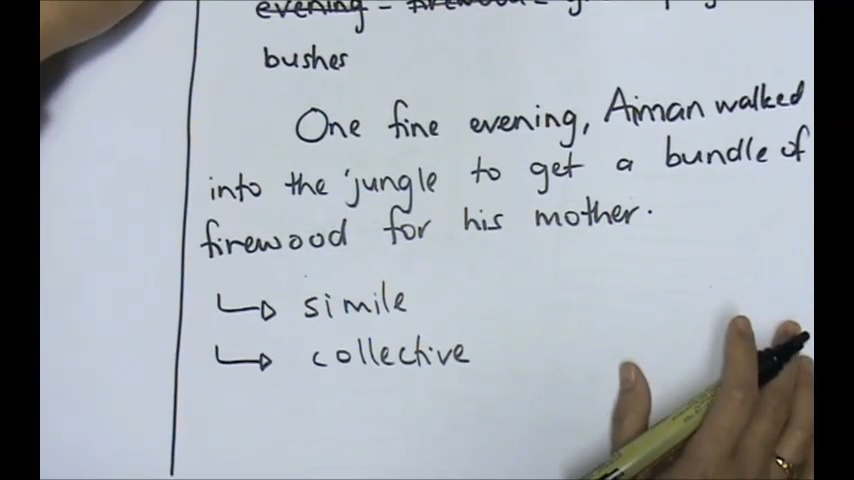 evening - firewood -
bushes
One fine evening, Aiman walked
into the jungle to get a bundle of
firewood for his mother.
↳ simile
↳ collective